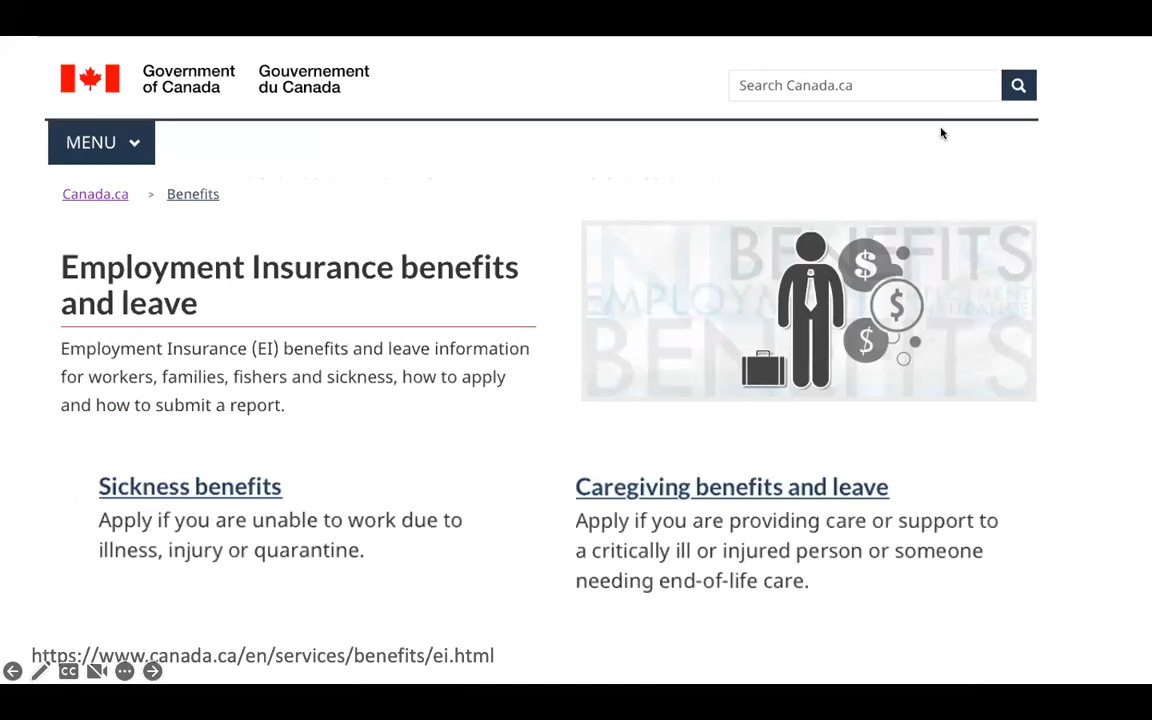 Government of Canada
Gouvernement du Canada
Search Canada.ca
MENU
Canada.ca > Benefits
Employment Insurance benefits
and leave
Employment Insurance (EI) benefits and leave information
for workers, families, fishers and sickness, how to apply
and how to submit a report.
BENEFITS
EMPLOYM
BENEFITS
$
$
$
Sickness benefits
Apply if you are unable to work due to
illness, injury or quarantine.
Caregiving benefits and leave
Apply if you are providing care or support to
a critically ill or injured person or someone
needing end-of-life care.
https://www.canada.ca/en/services/benefits/ei.html
CC